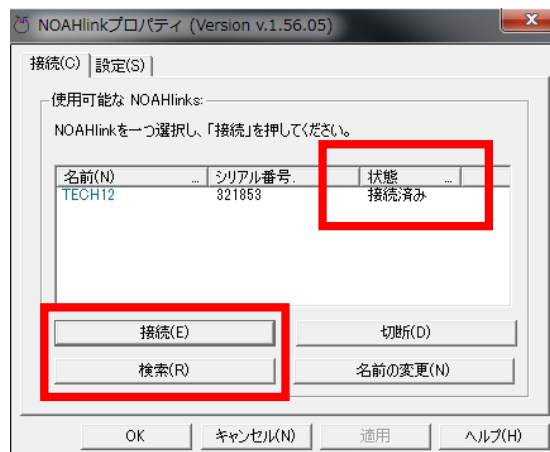 NOAHlinkプロパティ (Version v.1.56.05)
接続(C) 設定(S)
使用可能な NOAHlinks:
NOAHlinkを一つ選択し、「接続」を押してください。
名前(N) ... シリアル番号. 状態 ...
TECH12 321853 接続済み
接続(E) 切断(D)
検索(R) 名前の変更(N)
OK キャンセル(N) 適用 ヘルプ(H)